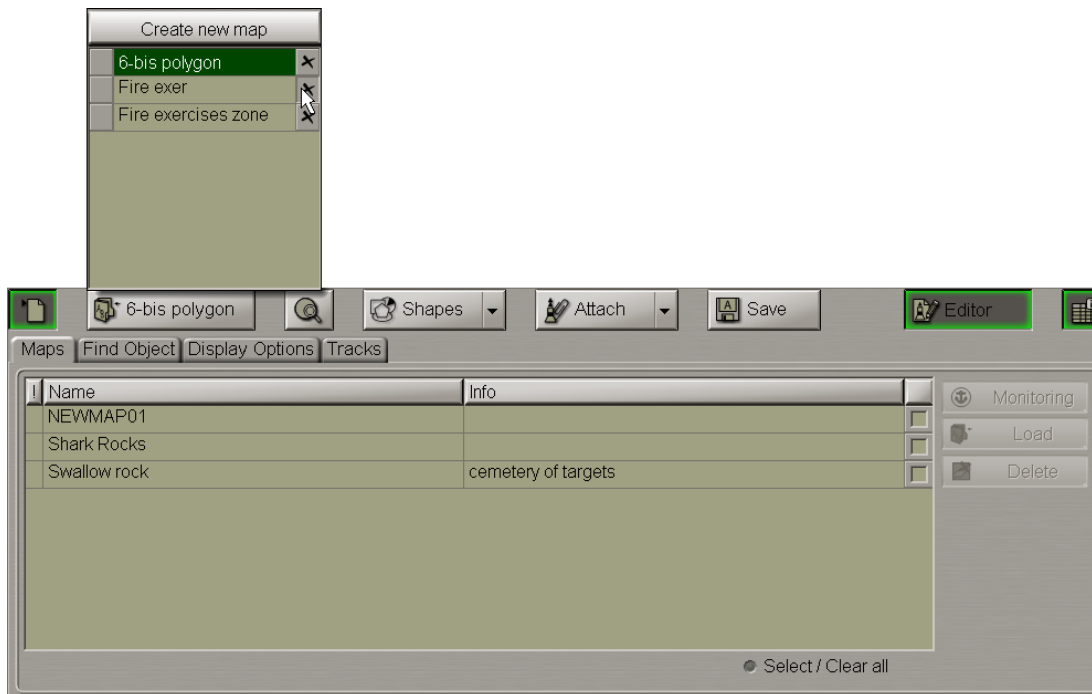 Create new map
6-bis polygon
Fire exer
Fire exercises zone
6-bis polygon Shapes Attach Save Editor
Maps Find Object Display Options Tracks
! Name Info
NEWMAP01
Shark Rocks
Swallow rock cemetery of targets
Monitoring
Load
Delete
Select / Clear all